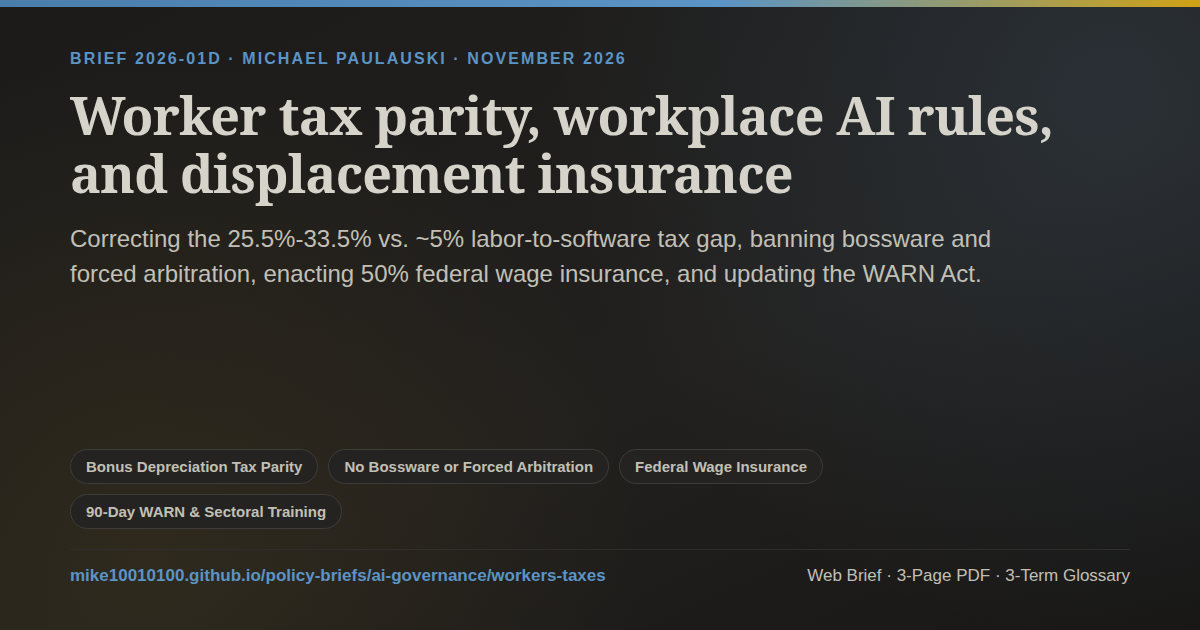 BRIEF 2026-01D · MICHAEL PAULAUSKI · NOVEMBER 2026
Worker tax parity, workplace AI rules,
and displacement insurance
Correcting the 25.5%-33.5% vs. ~5% labor-to-software tax gap, banning bossware and
forced arbitration, enacting 50% federal wage insurance, and updating the WARN Act.
Bonus Depreciation Tax Parity
No Bossware or Forced Arbitration
Federal Wage Insurance
90-Day WARN & Sectoral Training
mike10010100.github.io/policy-briefs/ai-governance/workers-taxes
Web Brief · 3-Page PDF · 3-Term Glossary